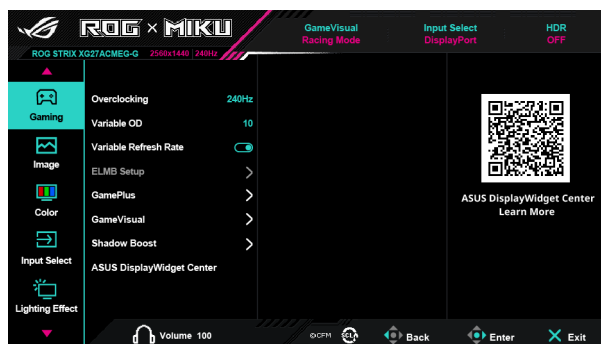 ROG × MIKU
GameVisual
Racing Mode
Input Select
DisplayPort
HDR
OFF
ROG STRIX XG27ACMEG-G 2560x1440 240Hz
Gaming
Image
Color
Input Select
Lighting Effect
Overclocking 240Hz
Variable OD 10
Variable Refresh Rate
ELMB Setup
GamePlus
GameVisual
Shadow Boost
ASUS DisplayWidget Center
ASUS DisplayWidget Center
Learn More
Volume 100
©CFM
Back
Enter
Exit